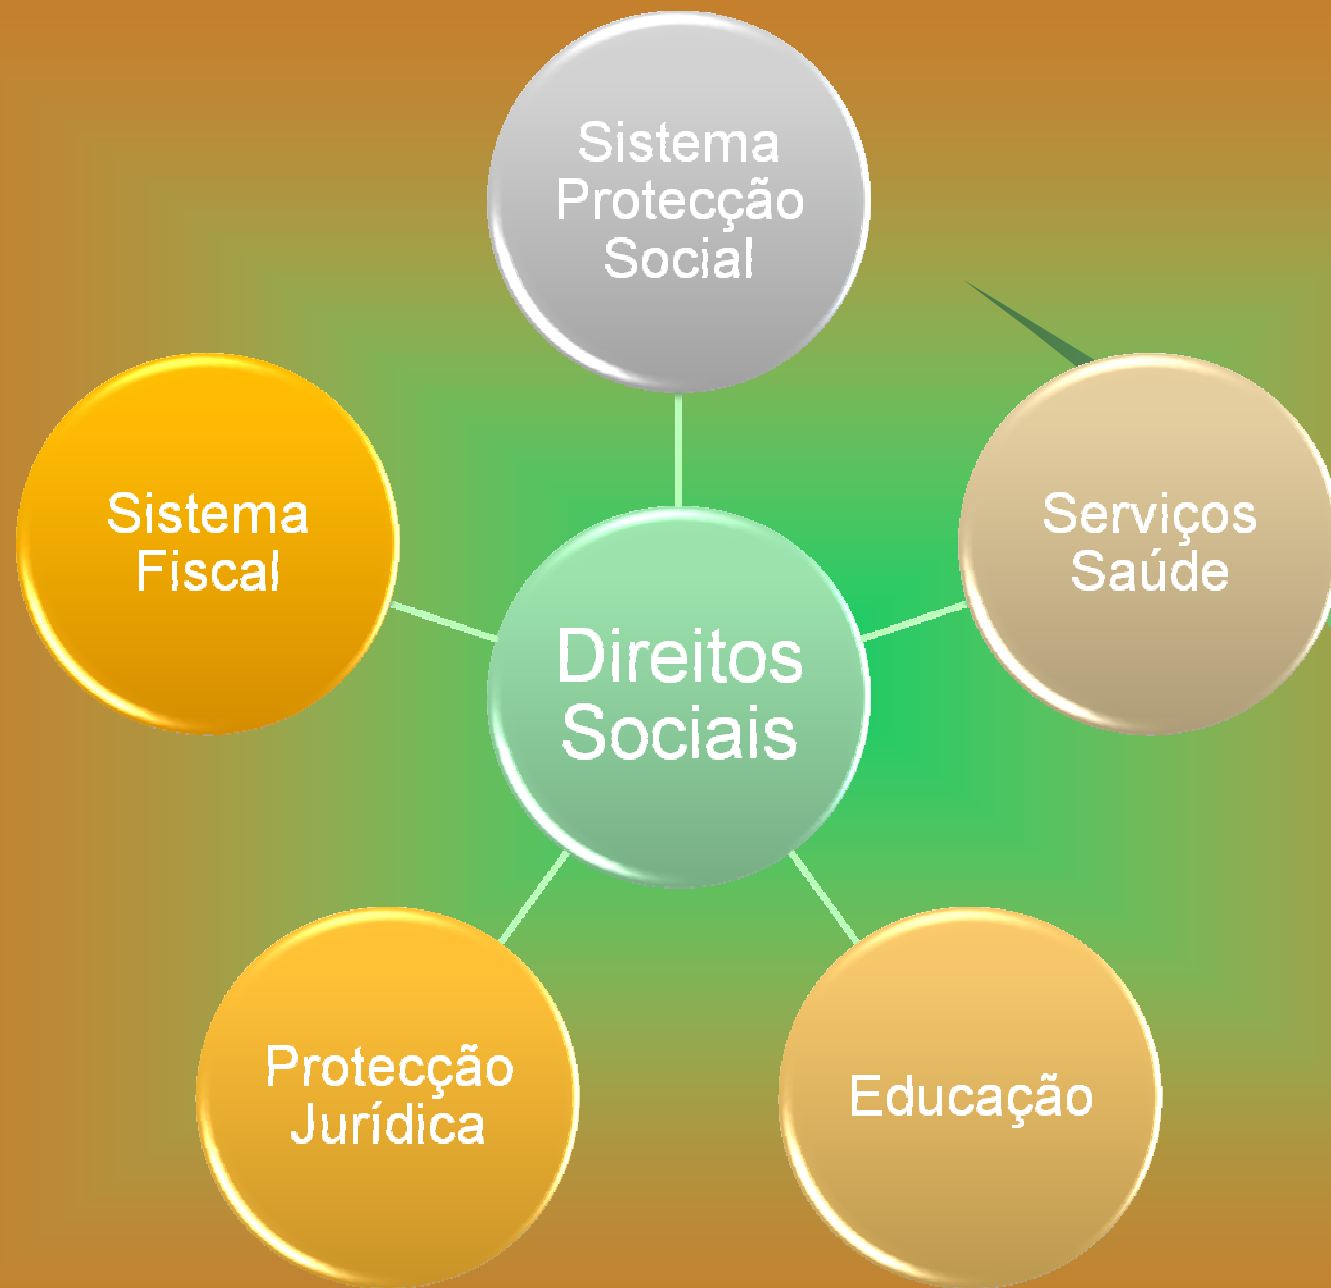 Sistema
Protecção
Social
Sistema
Fiscal
Serviços
Saúde
Direitos
Sociais
Protecção
Jurídica
Educação